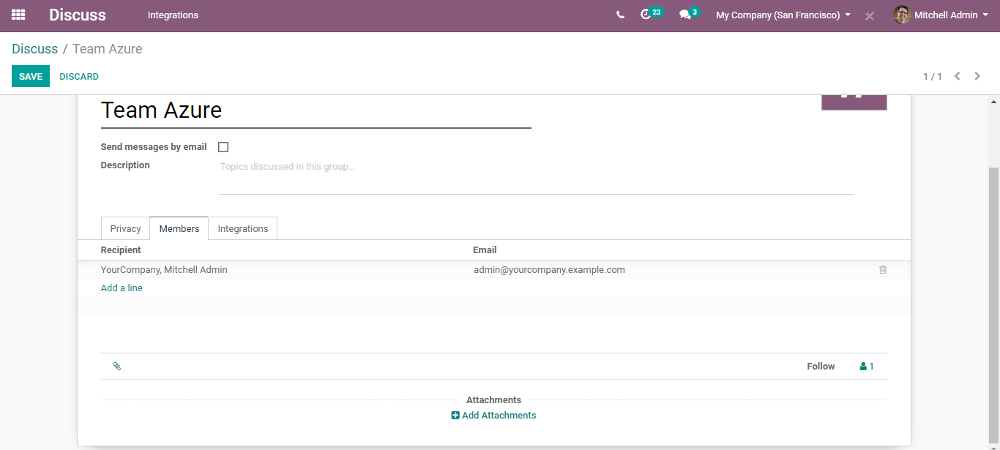 Discuss Integrations 23 3 My Company (San Francisco) Mitchell Admin
Discuss / Team Azure
SAVE DISCARD 1 / 1
Team Azure
Send messages by email
Description Topics discussed in this group...
Privacy Members Integrations
Recipient Email
YourCompany, Mitchell Admin admin@yourcompany.example.com
Add a line
Follow 1
Attachments
Add Attachments